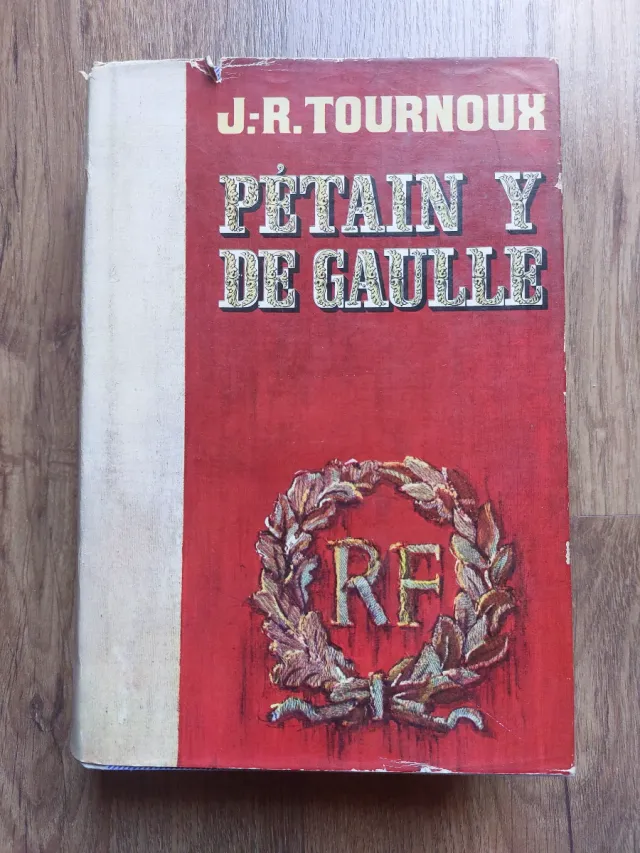 J.-R. TOURNOUX
PÉTAIN Y
DE GAULLE
RF